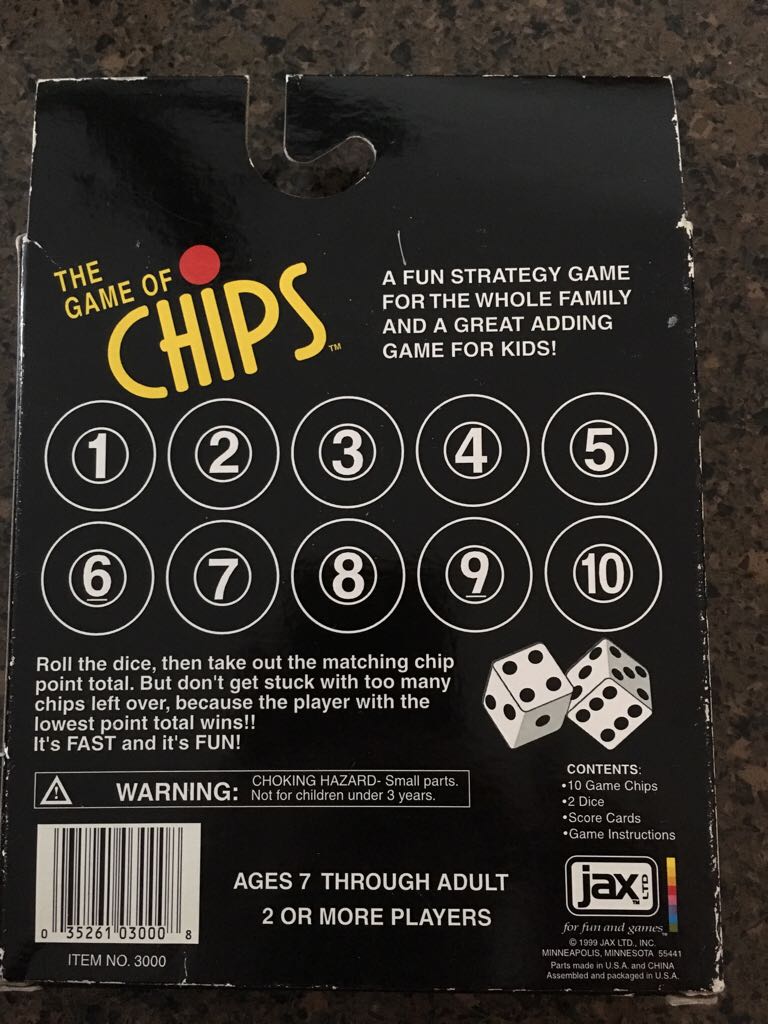 THE
GAME OF
CHIPS™
A FUN STRATEGY GAME
FOR THE WHOLE FAMILY
AND A GREAT ADDING
GAME FOR KIDS!
1 2 3 4 5
6 7 8 9 10
Roll the dice, then take out the matching chip
point total. But don't get stuck with too many
chips left over, because the player with the
lowest point total wins!!
It's FAST and it's FUN!
WARNING: CHOKING HAZARD- Small parts.
Not for children under 3 years.
CONTENTS:
•10 Game Chips
•2 Dice
•Score Cards
•Game Instructions
0 35261 03000 8
ITEM NO. 3000
AGES 7 THROUGH ADULT
2 OR MORE PLAYERS
jax LTD™
for fun and games™
© 1999 JAX LTD., INC.
MINNEAPOLIS, MINNESOTA 55441
Parts made in U.S.A. and CHINA
Assembled and packaged in U.S.A.